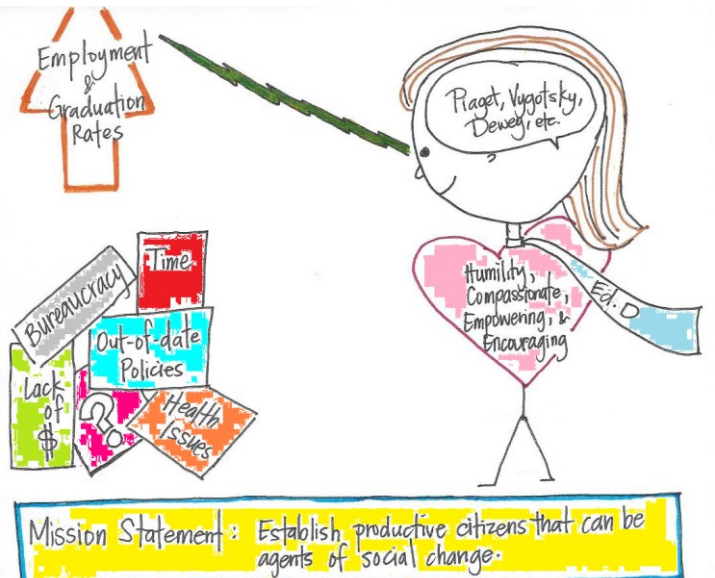 Employment
&
Graduation
Rates
Piaget, Vygotsky,
Dewey, etc.
Humility,
Compassionate,
Empowering, &
Encouraging
Ed.D
Time
Bureaucracy
Out-of-date
Policies
Lack
of
$
?
Health
Issues
Mission Statement: Establish productive citizens that can be
agents of social change.